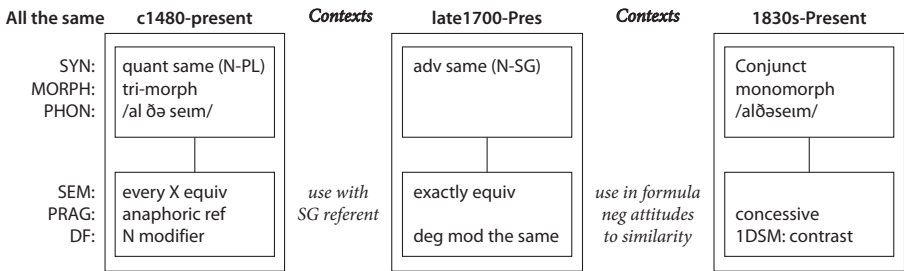 All the same c1480-present Contexts late1700-Pres Contexts 1830s-Present
SYN: quant same (N-PL) adv same (N-SG) Conjunct
MORPH: tri-morph monomorph
PHON: /al ðə seɪm/ /alðəseɪm/
SEM: every X equiv use with exactly equiv use in formula
PRAG: anaphoric ref SG referent neg attitudes concessive
DF: N modifier deg mod the same to similarity 1DSM: contrast